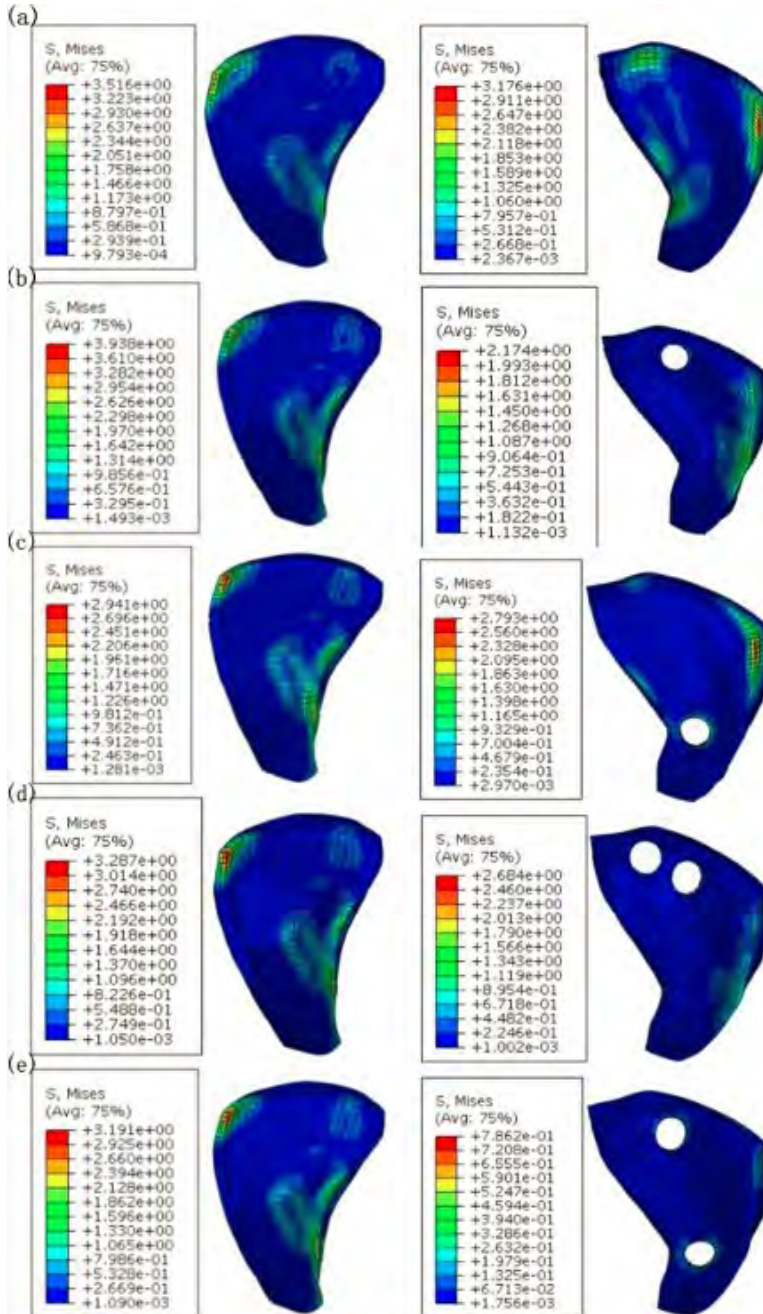 (a)
S, Mises
(Avg: 75%)
+3.516e+00
+3.223e+00
+2.930e+00
+2.637e+00
+2.344e+00
+2.051e+00
+1.758e+00
+1.466e+00
+1.173e+00
+8.797e-01
+5.868e-01
+2.939e-01
+9.793e-04
S, Mises
(Avg: 75%)
+3.176e+00
+2.911e+00
+2.647e+00
+2.382e+00
+2.118e+00
+1.853e+00
+1.589e+00
+1.325e+00
+1.060e+00
+7.957e-01
+5.312e-01
+2.668e-01
+2.367e-03
(b)
S, Mises
(Avg: 75%)
+3.938e+00
+3.610e+00
+3.282e+00
+2.954e+00
+2.626e+00
+2.298e+00
+1.970e+00
+1.642e+00
+1.314e+00
+9.856e-01
+6.576e-01
+3.295e-01
+1.493e-03
S, Mises
(Avg: 75%)
+2.174e+00
+1.993e+00
+1.812e+00
+1.631e+00
+1.450e+00
+1.268e+00
+1.087e+00
+9.064e-01
+7.253e-01
+5.443e-01
+3.632e-01
+1.822e-01
+1.132e-03
(c)
S, Mises
(Avg: 75%)
+2.941e+00
+2.696e+00
+2.451e+00
+2.206e+00
+1.961e+00
+1.716e+00
+1.471e+00
+1.226e+00
+9.812e-01
+7.362e-01
+4.912e-01
+2.463e-01
+1.281e-03
S, Mises
(Avg: 75%)
+2.793e+00
+2.560e+00
+2.328e+00
+2.095e+00
+1.863e+00
+1.630e+00
+1.398e+00
+1.165e+00
+9.329e-01
+7.004e-01
+4.679e-01
+2.354e-01
+2.970e-03
(d)
S, Mises
(Avg: 75%)
+3.287e+00
+3.014e+00
+2.740e+00
+2.466e+00
+2.192e+00
+1.918e+00
+1.644e+00
+1.370e+00
+1.096e+00
+8.226e-01
+5.488e-01
+2.749e-01
+1.050e-03
S, Mises
(Avg: 75%)
+2.684e+00
+2.460e+00
+2.237e+00
+2.013e+00
+1.790e+00
+1.566e+00
+1.343e+00
+1.119e+00
+8.954e-01
+6.718e-01
+4.482e-01
+2.246e-01
+1.002e-03
(e)
S, Mises
(Avg: 75%)
+3.191e+00
+2.925e+00
+2.660e+00
+2.394e+00
+2.128e+00
+1.862e+00
+1.596e+00
+1.330e+00
+1.065e+00
+7.986e-01
+5.328e-01
+2.669e-01
+1.090e-03
S, Mises
(Avg: 75%)
+7.862e-01
+7.208e-01
+6.555e-01
+5.901e-01
+5.247e-01
+4.594e-01
+3.940e-01
+3.286e-01
+2.632e-01
+1.979e-01
+1.325e-01
+6.713e-02
+1.756e-03